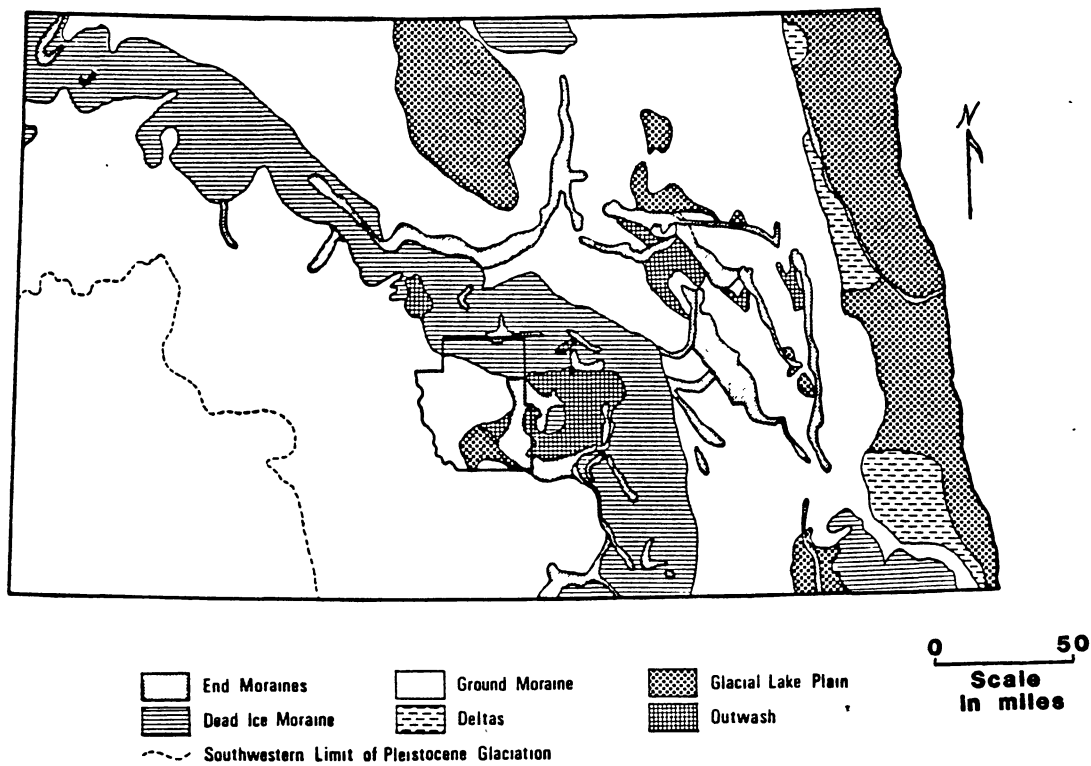 N
0 50
Scale
in miles
End Moraines
Ground Moraine
Glacial Lake Plain
Dead Ice Moraine
Deltas
Outwash
Southwestern Limit of Pleistocene Glaciation